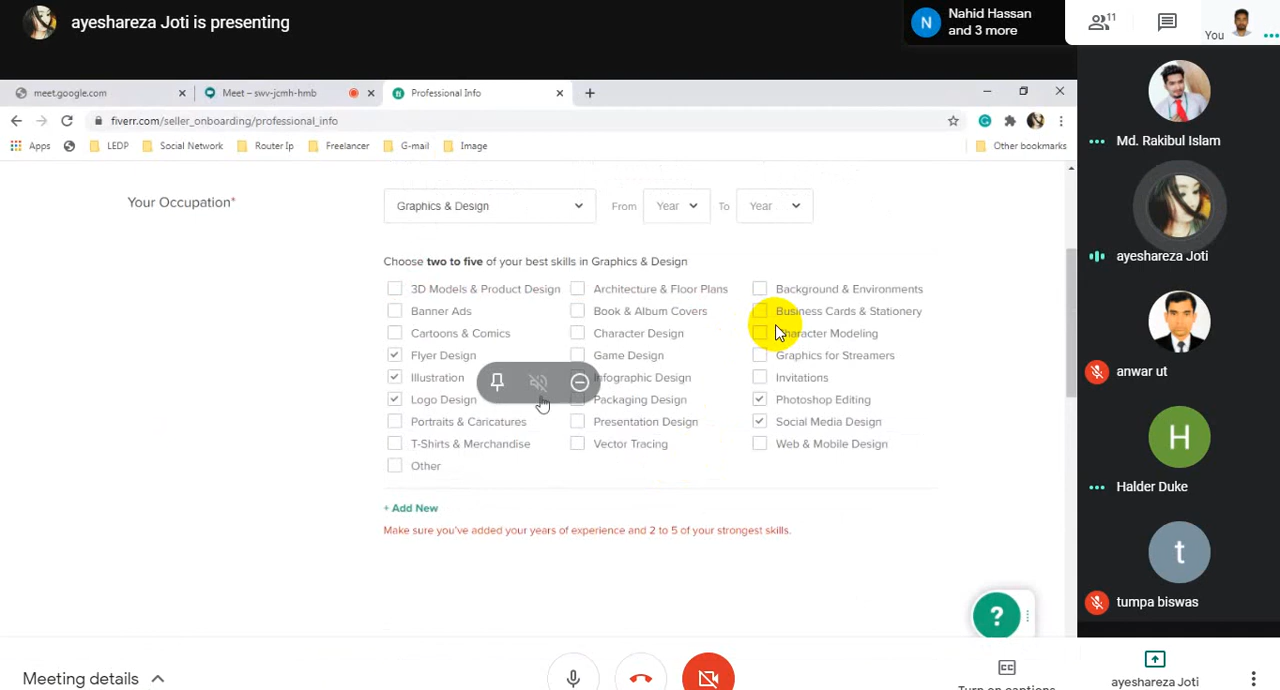 ayeshareza Joti is presenting
N
Nahid Hassan
and 3 more
11
You
meet.google.com
Meet – swv-jcmh-hmb
Professional Info
fiverr.com/seller_onboarding/professional_info
Apps
LEDP
Social Network
Router Ip
Freelancer
G-mail
Image
Other bookmarks
Your Occupation*
Graphics & Design
From
Year
To
Year
Choose two to five of your best skills in Graphics & Design
3D Models & Product Design
Architecture & Floor Plans
Background & Environments
Banner Ads
Book & Album Covers
Business Cards & Stationery
Cartoons & Comics
Character Design
Character Modeling
Flyer Design
Game Design
Graphics for Streamers
Illustration
Infographic Design
Invitations
Logo Design
Packaging Design
Photoshop Editing
Portraits & Caricatures
Presentation Design
Social Media Design
T-Shirts & Merchandise
Vector Tracing
Web & Mobile Design
Other
+ Add New
Make sure you've added your years of experience and 2 to 5 of your strongest skills.
?
Md. Rakibul Islam
ayeshareza Joti
anwar ut
H
Halder Duke
t
tumpa biswas
Meeting details
CC
Turn on captions
ayeshareza Joti